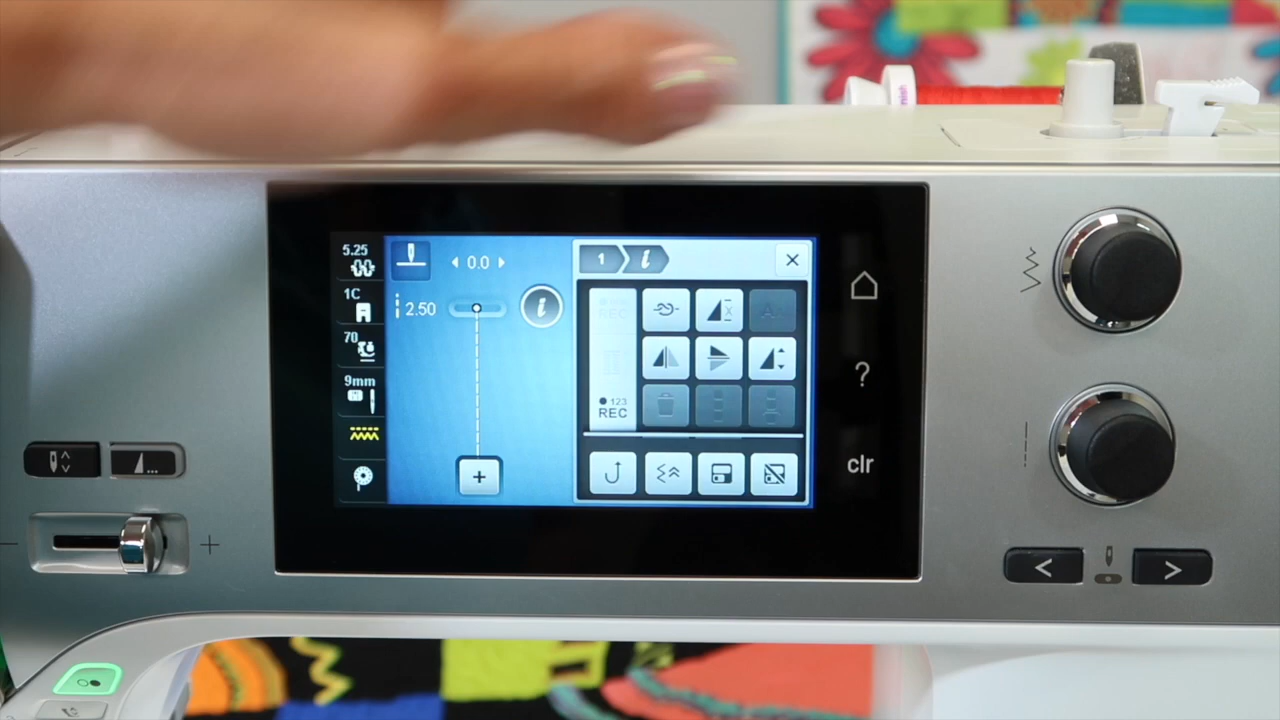 5.25
0.0
1
i
1C
2.50
i
REC
70
9mm
123
REC
?
clr
+
- +
< >